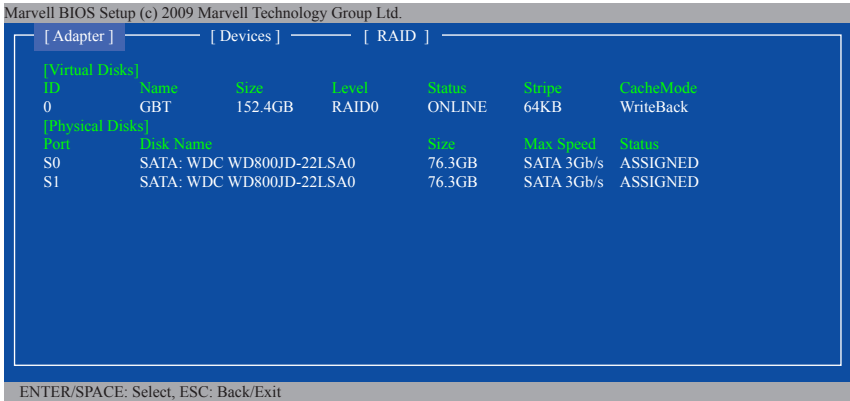 Marvell BIOS Setup (c) 2009 Marvell Technology Group Ltd.
[ Adapter ] [ Devices ] [ RAID ]
[Virtual Disks]
ID Name Size Level Status Stripe CacheMode
0 GBT 152.4GB RAID0 ONLINE 64KB WriteBack
[Physical Disks]
Port Disk Name Size Max Speed Status
S0 SATA: WDC WD800JD-22LSA0 76.3GB SATA 3Gb/s ASSIGNED
S1 SATA: WDC WD800JD-22LSA0 76.3GB SATA 3Gb/s ASSIGNED
ENTER/SPACE: Select, ESC: Back/Exit